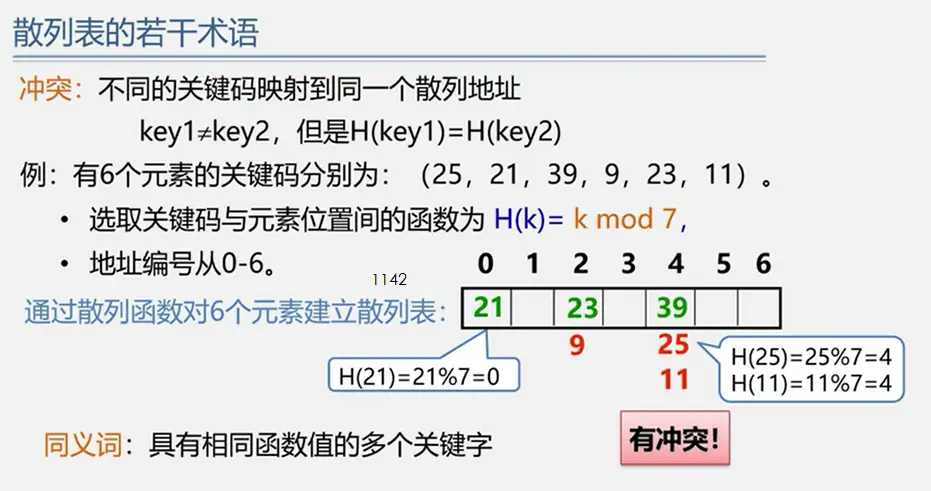 散列表的若干术语
冲突：不同的关键码映射到同一个散列地址
key1≠key2，但是H(key1)=H(key2)
例：有6个元素的关键码分别为：（25，21，39，9，23，11）。
• 选取关键码与元素位置间的函数为 H(k)= k mod 7，
• 地址编号从0-6。
1142
0 1 2 3 4 5 6
通过散列函数对6个元素建立散列表： 21 23 39
9 25
11
H(21)=21%7=0
H(25)=25%7=4
H(11)=11%7=4
有冲突！
同义词：具有相同函数值的多个关键字